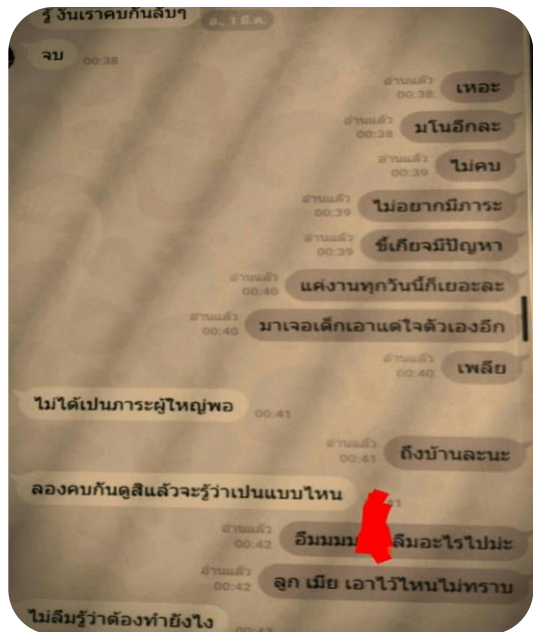 รู้ งั้นเราคบกันลับๆ
อ., 1 มี.ค.
จบ
00:38
อ่านแล้ว
00:38
เหอะ
อ่านแล้ว
00:38
มโนอีกละ
อ่านแล้ว
00:39
ไม่คบ
อ่านแล้ว
00:39
ไม่อยากมีภาระ
อ่านแล้ว
00:39
ขี้เกียจมีปัญหา
อ่านแล้ว
00:40
แค่งานทุกวันนี้ก็เยอะละ
อ่านแล้ว
00:40
มาเจอเด็กเอาแต่ใจตัวเองอีก
อ่านแล้ว
00:40
เพลีย
ไม่ได้เปนภาระผู้ใหญ่พอ
00:41
อ่านแล้ว
00:41
ถึงบ้านละนะ
ลองคบกันดูสิแล้วจะรู้ว่าเปนแบบไหน
อ่านแล้ว
00:42
อืมมมม ลืมอะไรไปม่ะ
อ่านแล้ว
00:42
ลูก เมีย เอาไว้ไหนไม่ทราบ
ไม่ลืมรู้ว่าต้องทำยังไง